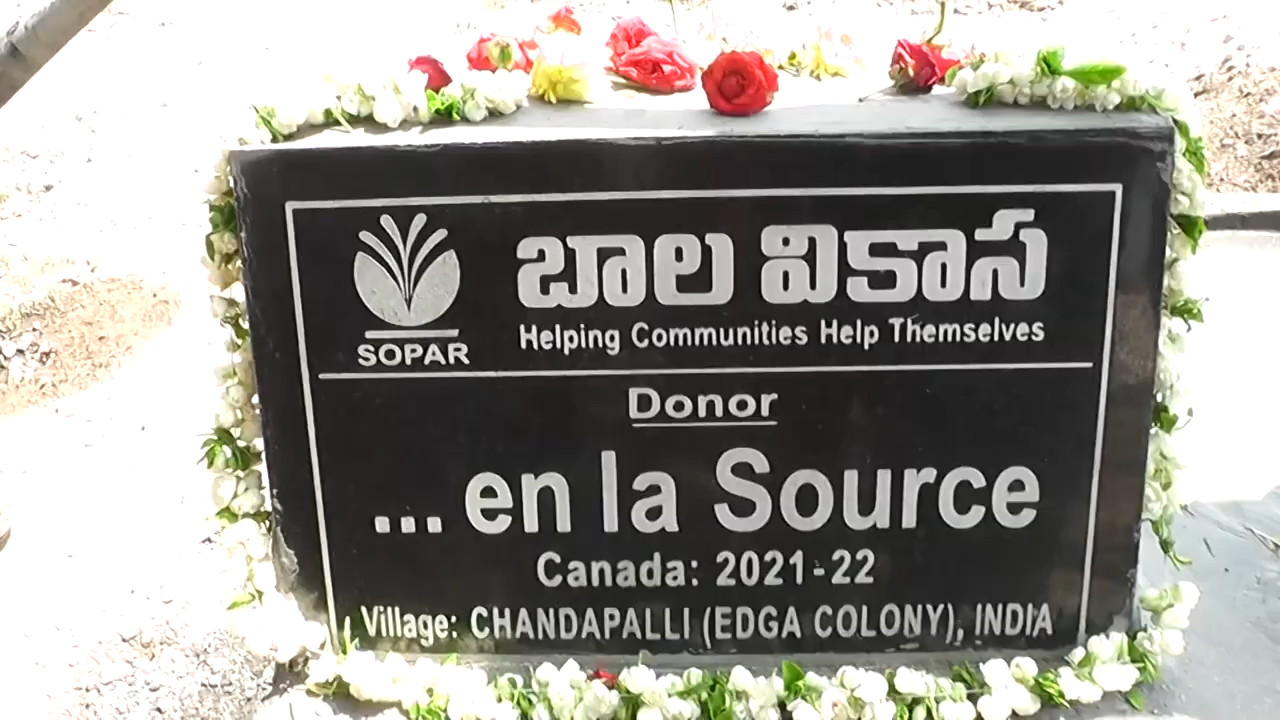 SOPAR
బాల వికాస
Helping Communities Help Themselves
Donor
... en la Source
Canada: 2021-22
Village: CHANDAPALLI (EDGA COLONY), INDIA